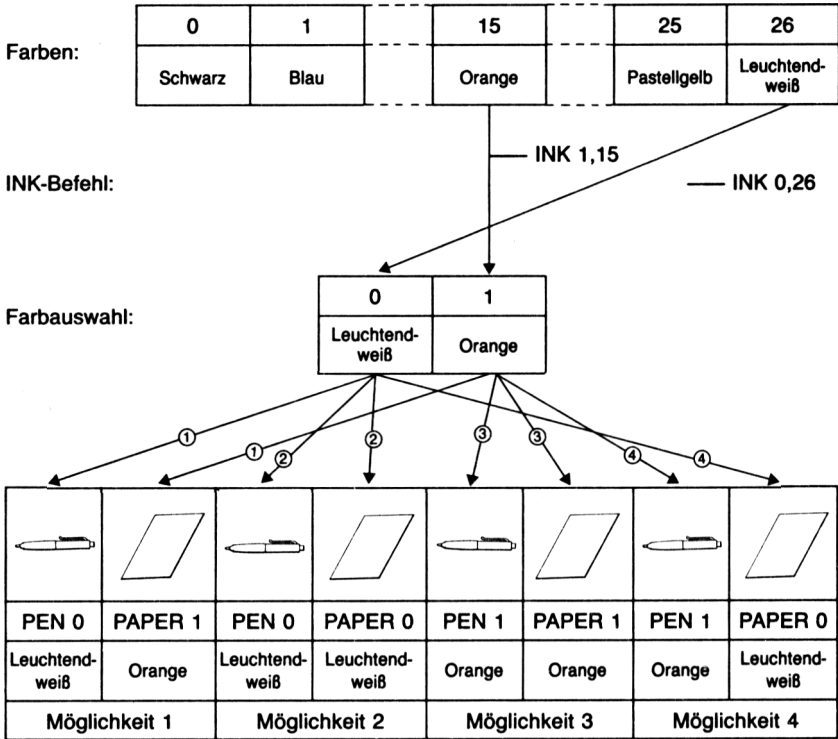 Farben:
0 1 15 25 26
Schwarz Blau Orange Pastellgelb Leuchtend-
weiß
INK 1,15
INK-Befehl:
INK 0,26
Farbauswahl:
0 1
Leuchtend-
weiß Orange
① ① ② ② ③ ③ ④ ④
PEN 0 PAPER 1 PEN 0 PAPER 0 PEN 1 PAPER 1 PEN 1 PAPER 0
Leuchtend- Orange Leuchtend- Leuchtend- Orange Orange Orange Leuchtend-
weiß weiß weiß weiß
Möglichkeit 1 Möglichkeit 2 Möglichkeit 3 Möglichkeit 4